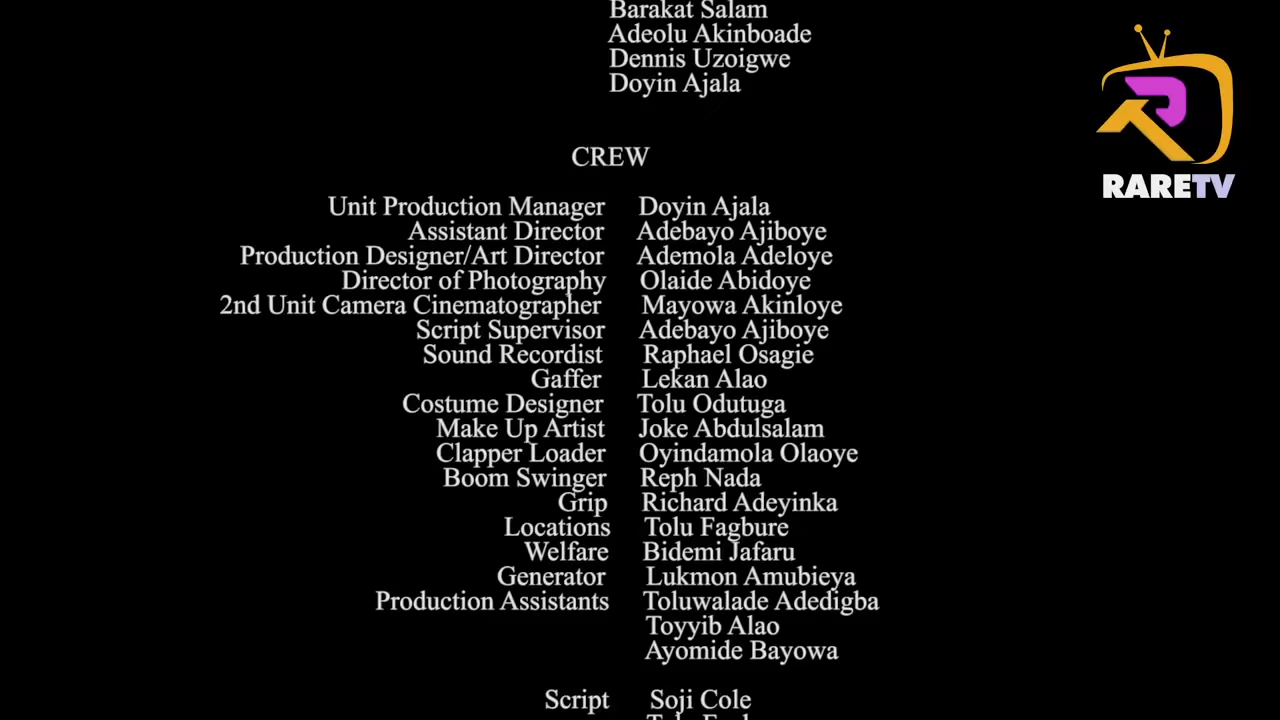 Barakat Salam
Adeolu Akinboade
Dennis Uzoigwe
Doyin Ajala
RARETV
CREW
Unit Production Manager Doyin Ajala
Assistant Director Adebayo Ajiboye
Production Designer/Art Director Ademola Adeloye
Director of Photography Olaide Abidoye
2nd Unit Camera Cinematographer Mayowa Akinloye
Script Supervisor Adebayo Ajiboye
Sound Recordist Raphael Osagie
Gaffer Lekan Alao
Costume Designer Tolu Odutuga
Make Up Artist Joke Abdulsalam
Clapper Loader Oyindamola Olaoye
Boom Swinger Reph Nada
Grip Richard Adeyinka
Locations Tolu Fagbure
Welfare Bidemi Jafaru
Generator Lukmon Amubieya
Production Assistants Toluwalade Adedigba
Toyyib Alao
Ayomide Bayowa
Script Soji Cole